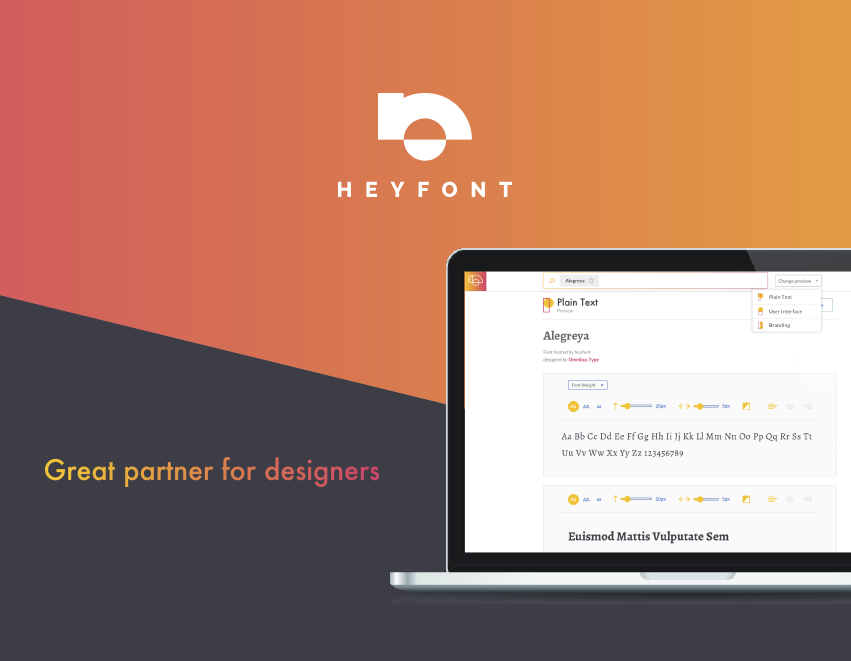 HEYFONT
Alegreya
Change preview
Plain Text
Preview
Plain Text
User Interface
Branding
Alegreya
Font hosted by heyfont
designed by Omnibus Type
Font Weight
Aa AA aa 20px 5px
Aa Bb Cc Dd Ee Ff Gg Hh Ii Jj Kk Ll Mm Nn Oo Pp Qq Rr Ss Tt
Uu Vv Ww Xx Yy Zz 123456789
Great partner for designers
Aa AA aa 20px 5px
Euismod Mattis Vulputate Sem